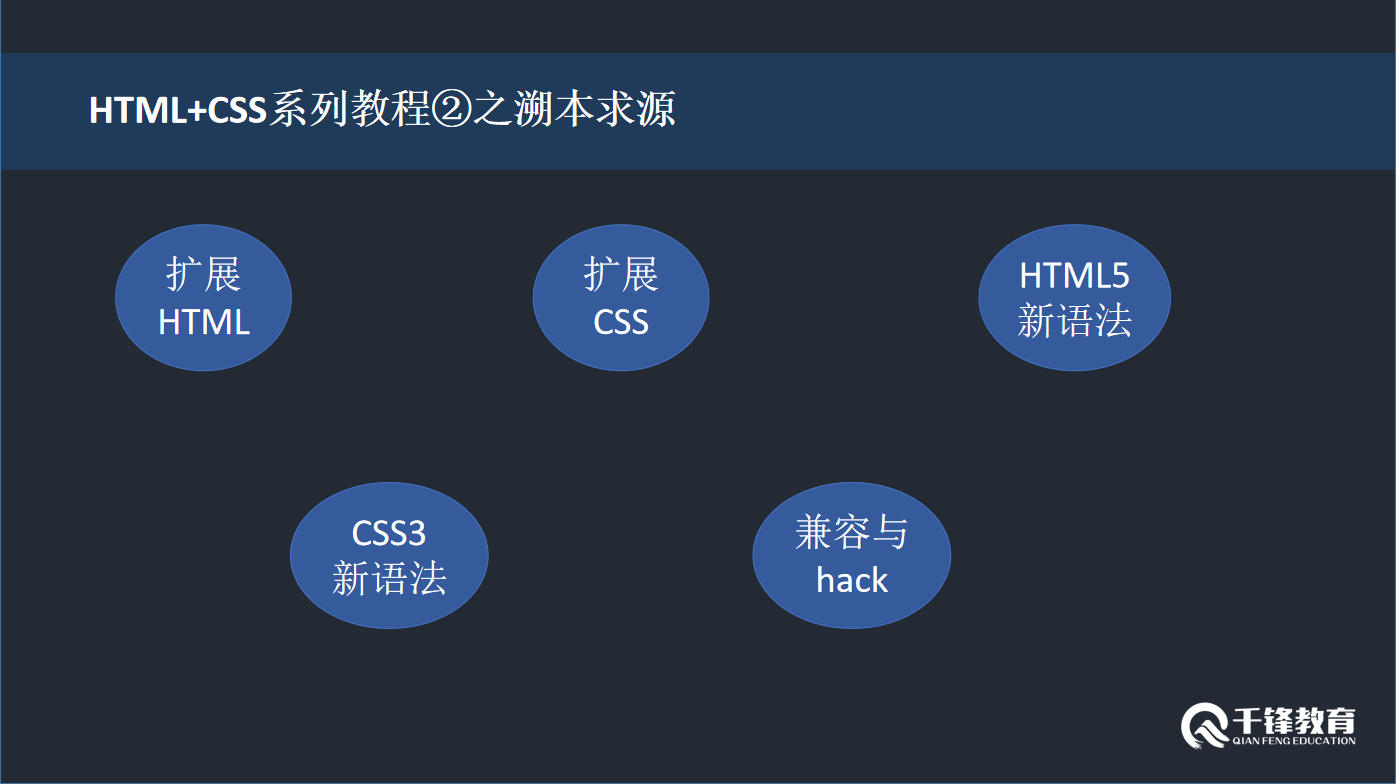 HTML+CSS系列教程②之溯本求源
扩展
HTML
扩展
CSS
HTML5
新语法
CSS3
新语法
兼容与
hack
千锋教育
QIAN FENG EDUCATION